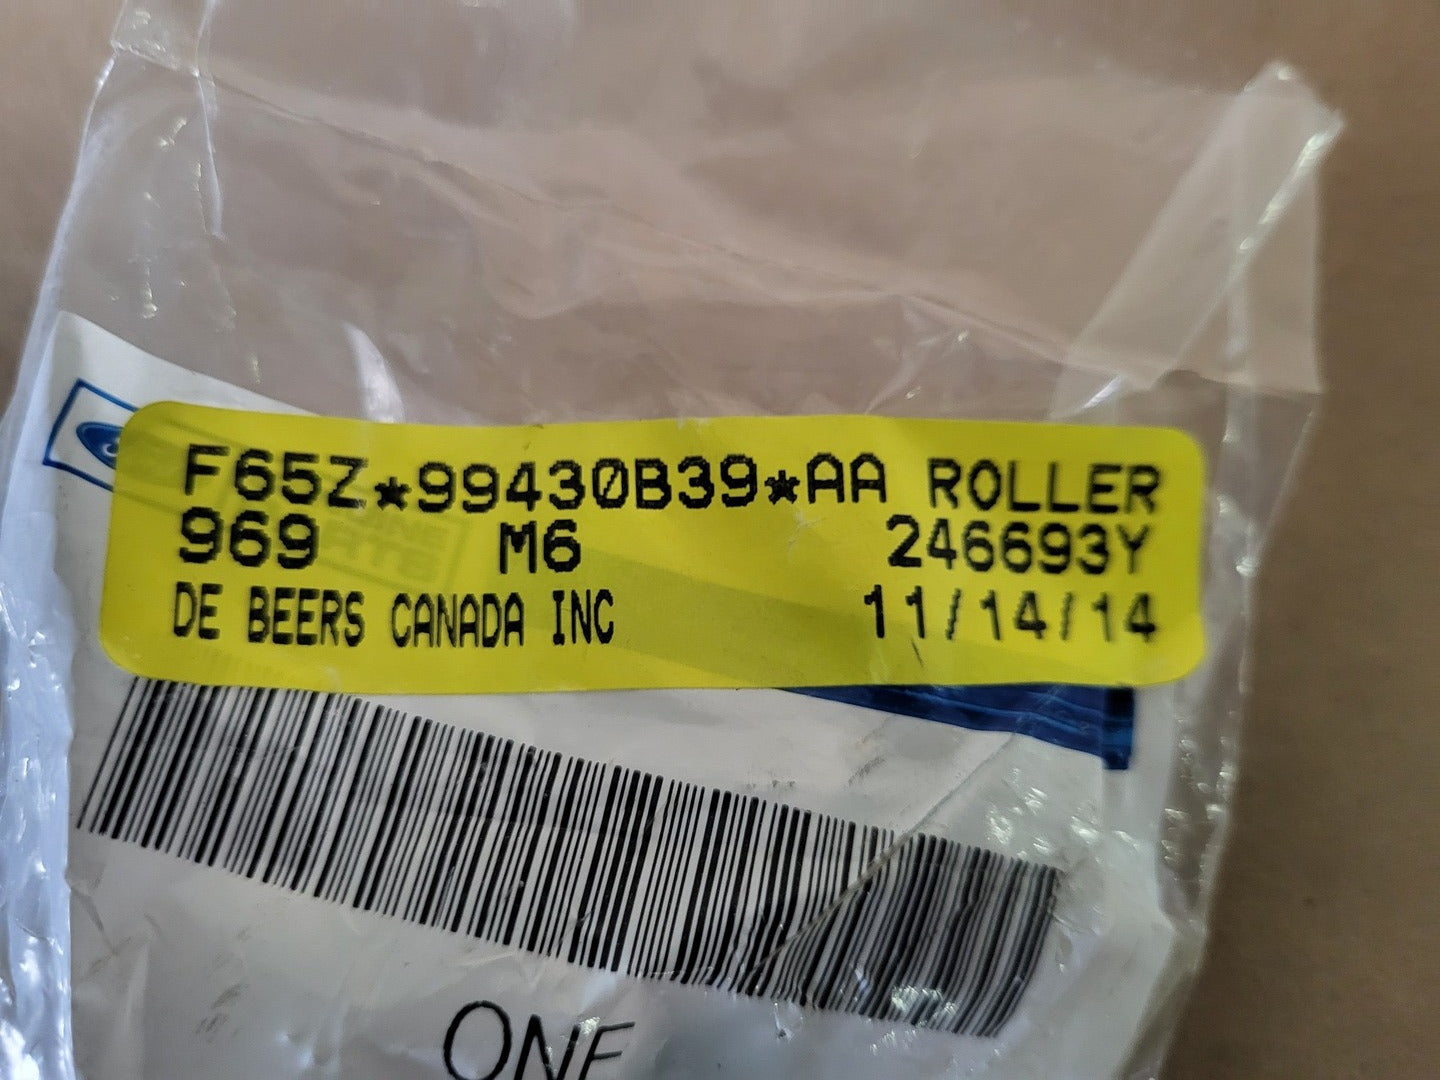 F65Z*99430B39*AA ROLLER
969 M6 246693Y
DE BEERS CANADA INC 11/14/14
ONE